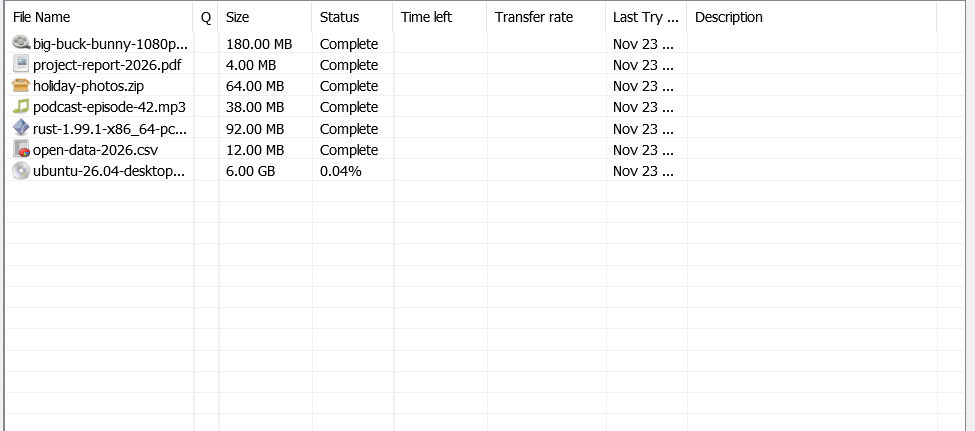 File Name Q Size Status Time left Transfer rate Last Try ... Description
big-buck-bunny-1080p... 180.00 MB Complete Nov 23 ...
project-report-2026.pdf 4.00 MB Complete Nov 23 ...
holiday-photos.zip 64.00 MB Complete Nov 23 ...
podcast-episode-42.mp3 38.00 MB Complete Nov 23 ...
rust-1.99.1-x86_64-pc... 92.00 MB Complete Nov 23 ...
open-data-2026.csv 12.00 MB Complete Nov 23 ...
ubuntu-26.04-desktop... 6.00 GB 0.04% Nov 23 ...